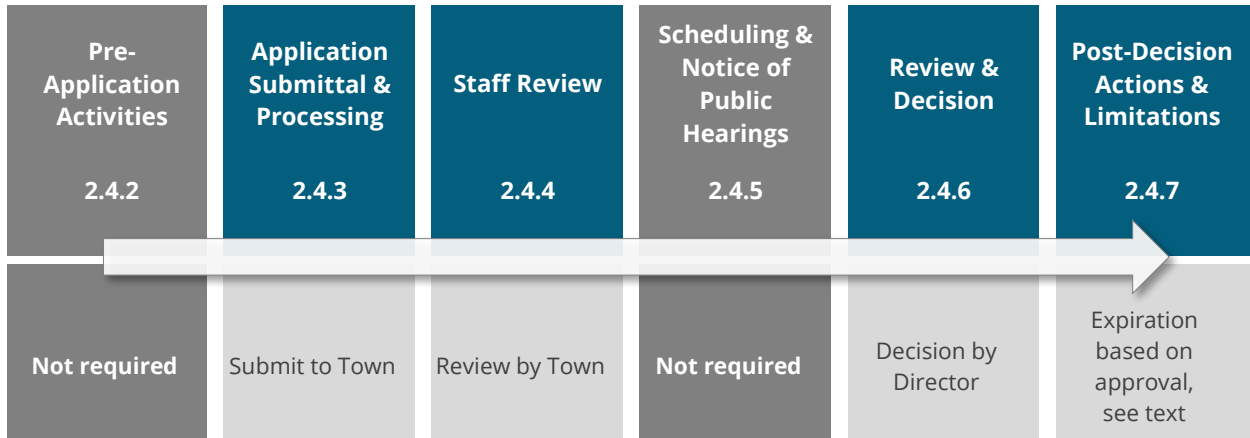 Pre-
Application
Activities
2.4.2
Application
Submittal &
Processing
2.4.3
Staff Review
2.4.4
Scheduling &
Notice of
Public
Hearings
2.4.5
Review &
Decision
2.4.6
Post-Decision
Actions &
Limitations
2.4.7
Not required
Submit to Town
Review by Town
Not required
Decision by
Director
Expiration
based on
approval,
see text